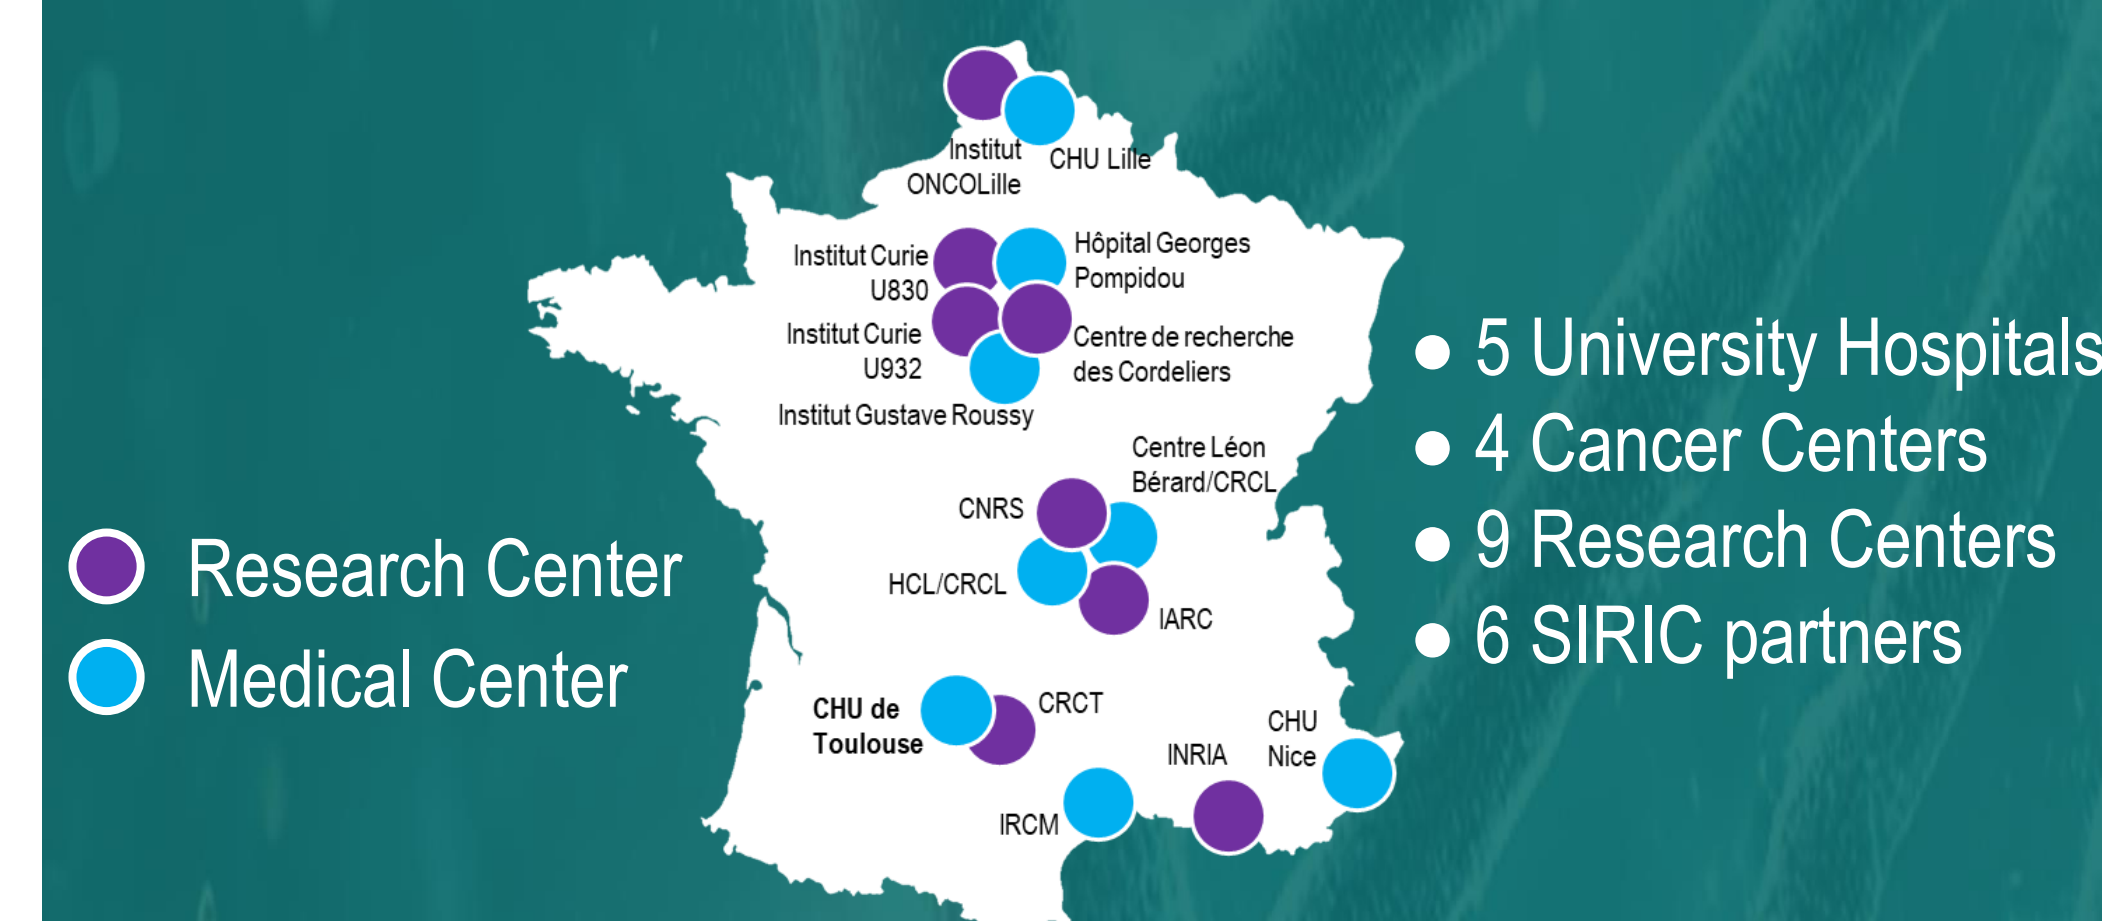 Institut
ONCOLille
CHU Lille
Institut Curie
U830
Hôpital Georges
Pompidou
Institut Curie
U932
Centre de recherche
des Cordeliers
Institut Gustave Roussy
Centre Léon
Bérard/CRCL
CNRS
HCL/CRCL
IARC
CHU de
Toulouse
CRCT
IRCM
INRIA
CHU
Nice
Research Center
Medical Center
● 5 University Hospitals
● 4 Cancer Centers
● 9 Research Centers
● 6 SIRIC partners